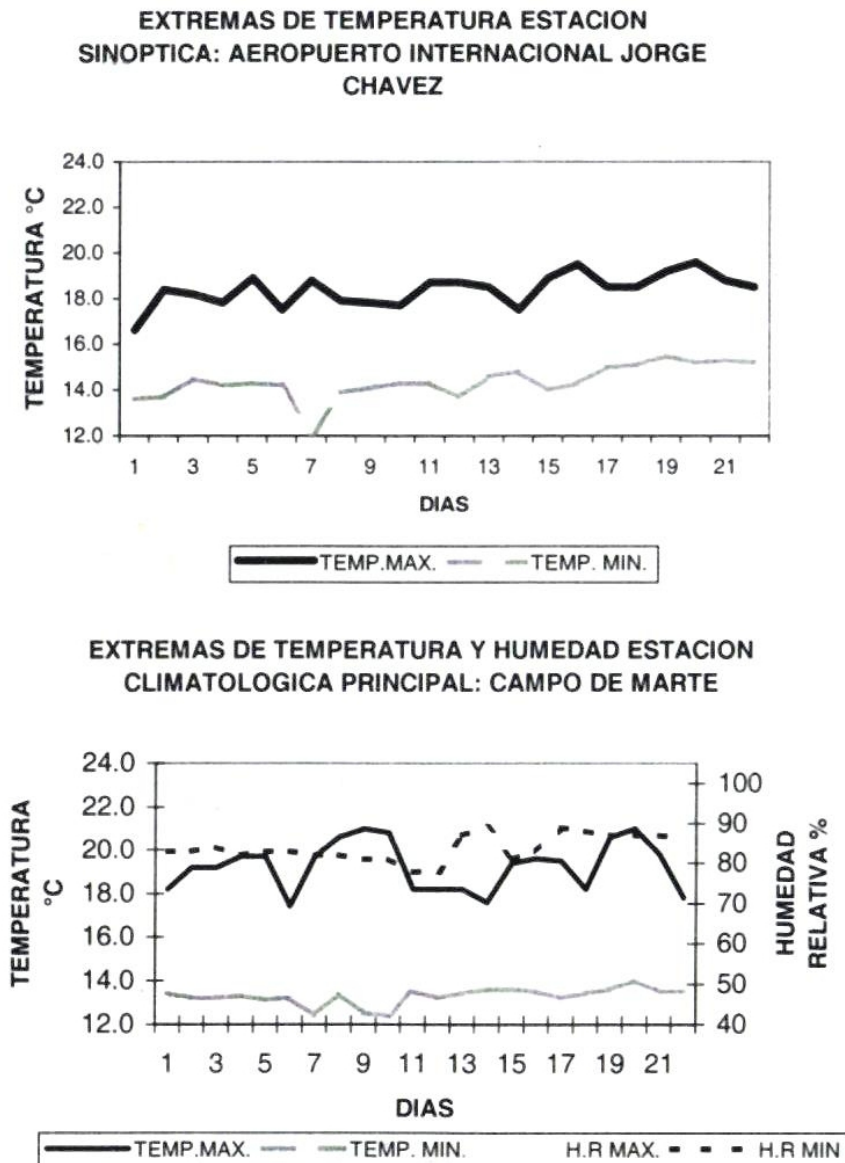 EXTREMAS DE TEMPERATURA ESTACION
SINOPTICA: AEROPUERTO INTERNACIONAL JORGE
CHAVEZ
TEMPERATURA °C
24.0
22.0
20.0
18.0
16.0
14.0
12.0
1 3 5 7 9 11 13 15 17 19 21
DIAS
TEMP.MAX. TEMP. MIN.
EXTREMAS DE TEMPERATURA Y HUMEDAD ESTACION
CLIMATOLOGICA PRINCIPAL: CAMPO DE MARTE
TEMPERATURA
°C
24.0
22.0
20.0
18.0
16.0
14.0
12.0
100
90
80
70
60
50
40
HUMEDAD
RELATIVA %
1 3 5 7 9 11 13 15 17 19 21
DIAS
TEMP.MAX. TEMP. MIN. H.R MAX. H.R MIN